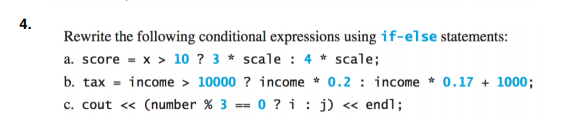 4.
Rewrite the following conditional expressions using if-else statements:
a. score = x > 10 ? 3 * scale : 4 * scale;
b. tax = income > 10000 ? income * 0.2 : income * 0.17 + 1000;
c. cout << (number % 3 == 0 ? i : j) << endl;